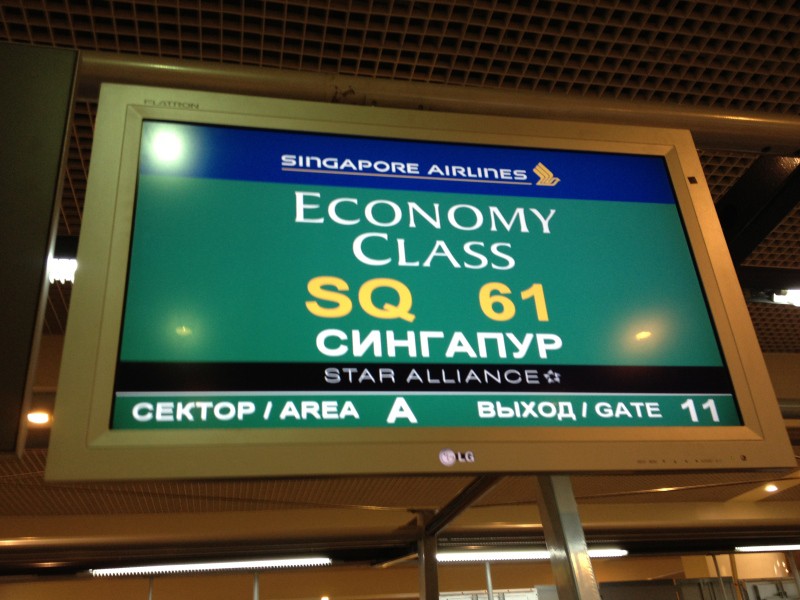 FLATRON
SINGAPORE AIRLINES
ECONOMY
CLASS
SQ 61
СИНГАПУР
STAR ALLIANCE
СЕКТОР / AREA A ВЫХОД / GATE 11
LG